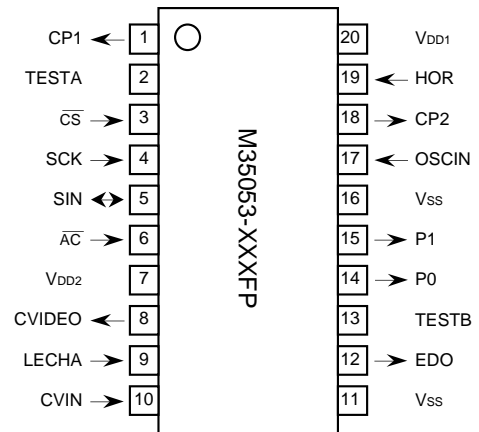 CP1 1 20 VDD1
TESTA 2 19 HOR
CS 3 18 CP2
SCK 4 17 OSCIN
SIN 5 16 VSS
AC 6 15 P1
VDD2 7 14 P0
CVIDEO 8 13 TESTB
LECHA 9 12 EDO
CVIN 10 11 VSS
M35053-XXXFP